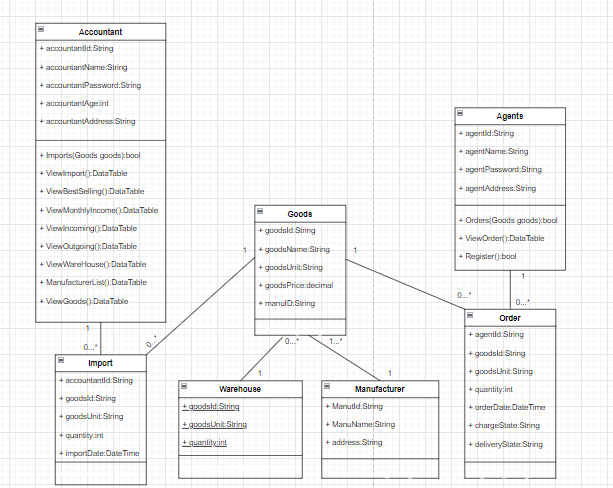 Accountant
+ accountantId:String
+ accountantName:String
+ accountantPassword:String
+ accountantAge:int
+ accountantAddress:String
+ Imports(Goods goods):bool
+ ViewImport():DataTable
+ ViewBestSelling():DataTable
+ ViewMonthlyIncome():DataTable
+ ViewIncoming():DataTable
+ ViewOutgoing():DataTable
+ ViewWareHouse():DataTable
+ ManufacturerList():DataTable
+ ViewGoods():DataTable
1
0...*
Import
+ accountantId:String
+ goodsId:String
+ goodsUnit:String
+ quantity:int
+ importDate:DateTime
0..*
1
Goods
+ goodsId:String
+ goodsName:String
+ goodsUnit:String
+ goodsPrice:decimal
+ manuID:String
1
0...*
1...*
1
1
Warehouse
+ goodsId:String
+ goodsUnit:String
+ quantity:int
Manufacturer
+ ManutId:String
+ ManuName:String
+ address:String
Agents
+ agentId:String
+ agentName:String
+ agentPassword:String
+ agentAddress:String
+ Orders(Goods goods):bool
+ ViewOrder():DataTable
+ Register():bool
1
0...*
0...*
Order
+ agentId:String
+ goodsId:String
+ goodsUnit:String
+ quantity:int
+ orderDate:DateTime
+ chargeState:String
+ deliveryState:String